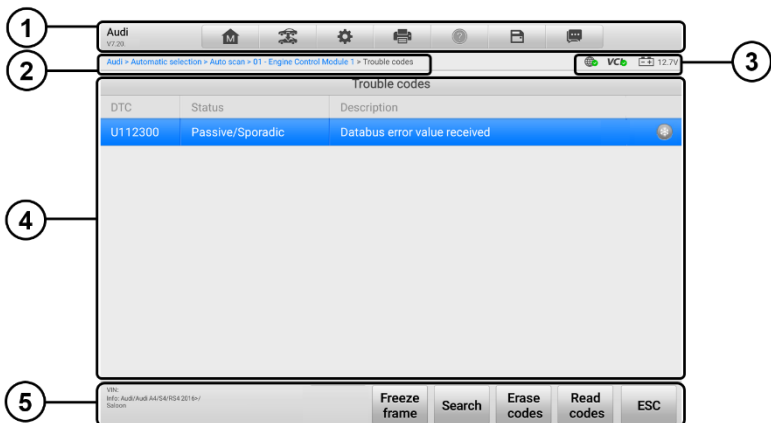 1
Audi
V7.20
M
?
2
Audi > Automatic selection > Auto scan > 01 - Engine Control Module 1 > Trouble codes
VCI
12.7V
3
Trouble codes
DTC Status Description
U112300 Passive/Sporadic Databus error value received
4
5
VIN:
Info: Audi/Audi A4/S4/RS4 2016>/
Saloon
Freeze frame
Search
Erase codes
Read codes
ESC